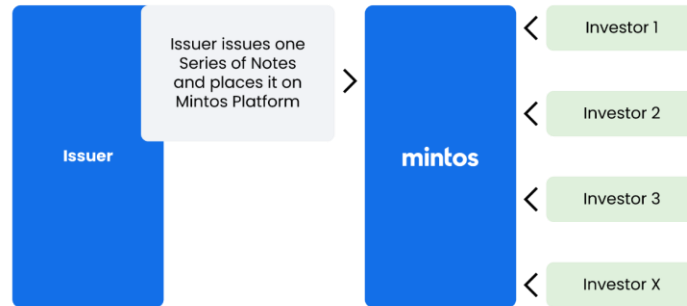 Issuer
Issuer issues one
Series of Notes
and places it on
Mintos Platform
mintos
Investor 1
Investor 2
Investor 3
Investor X